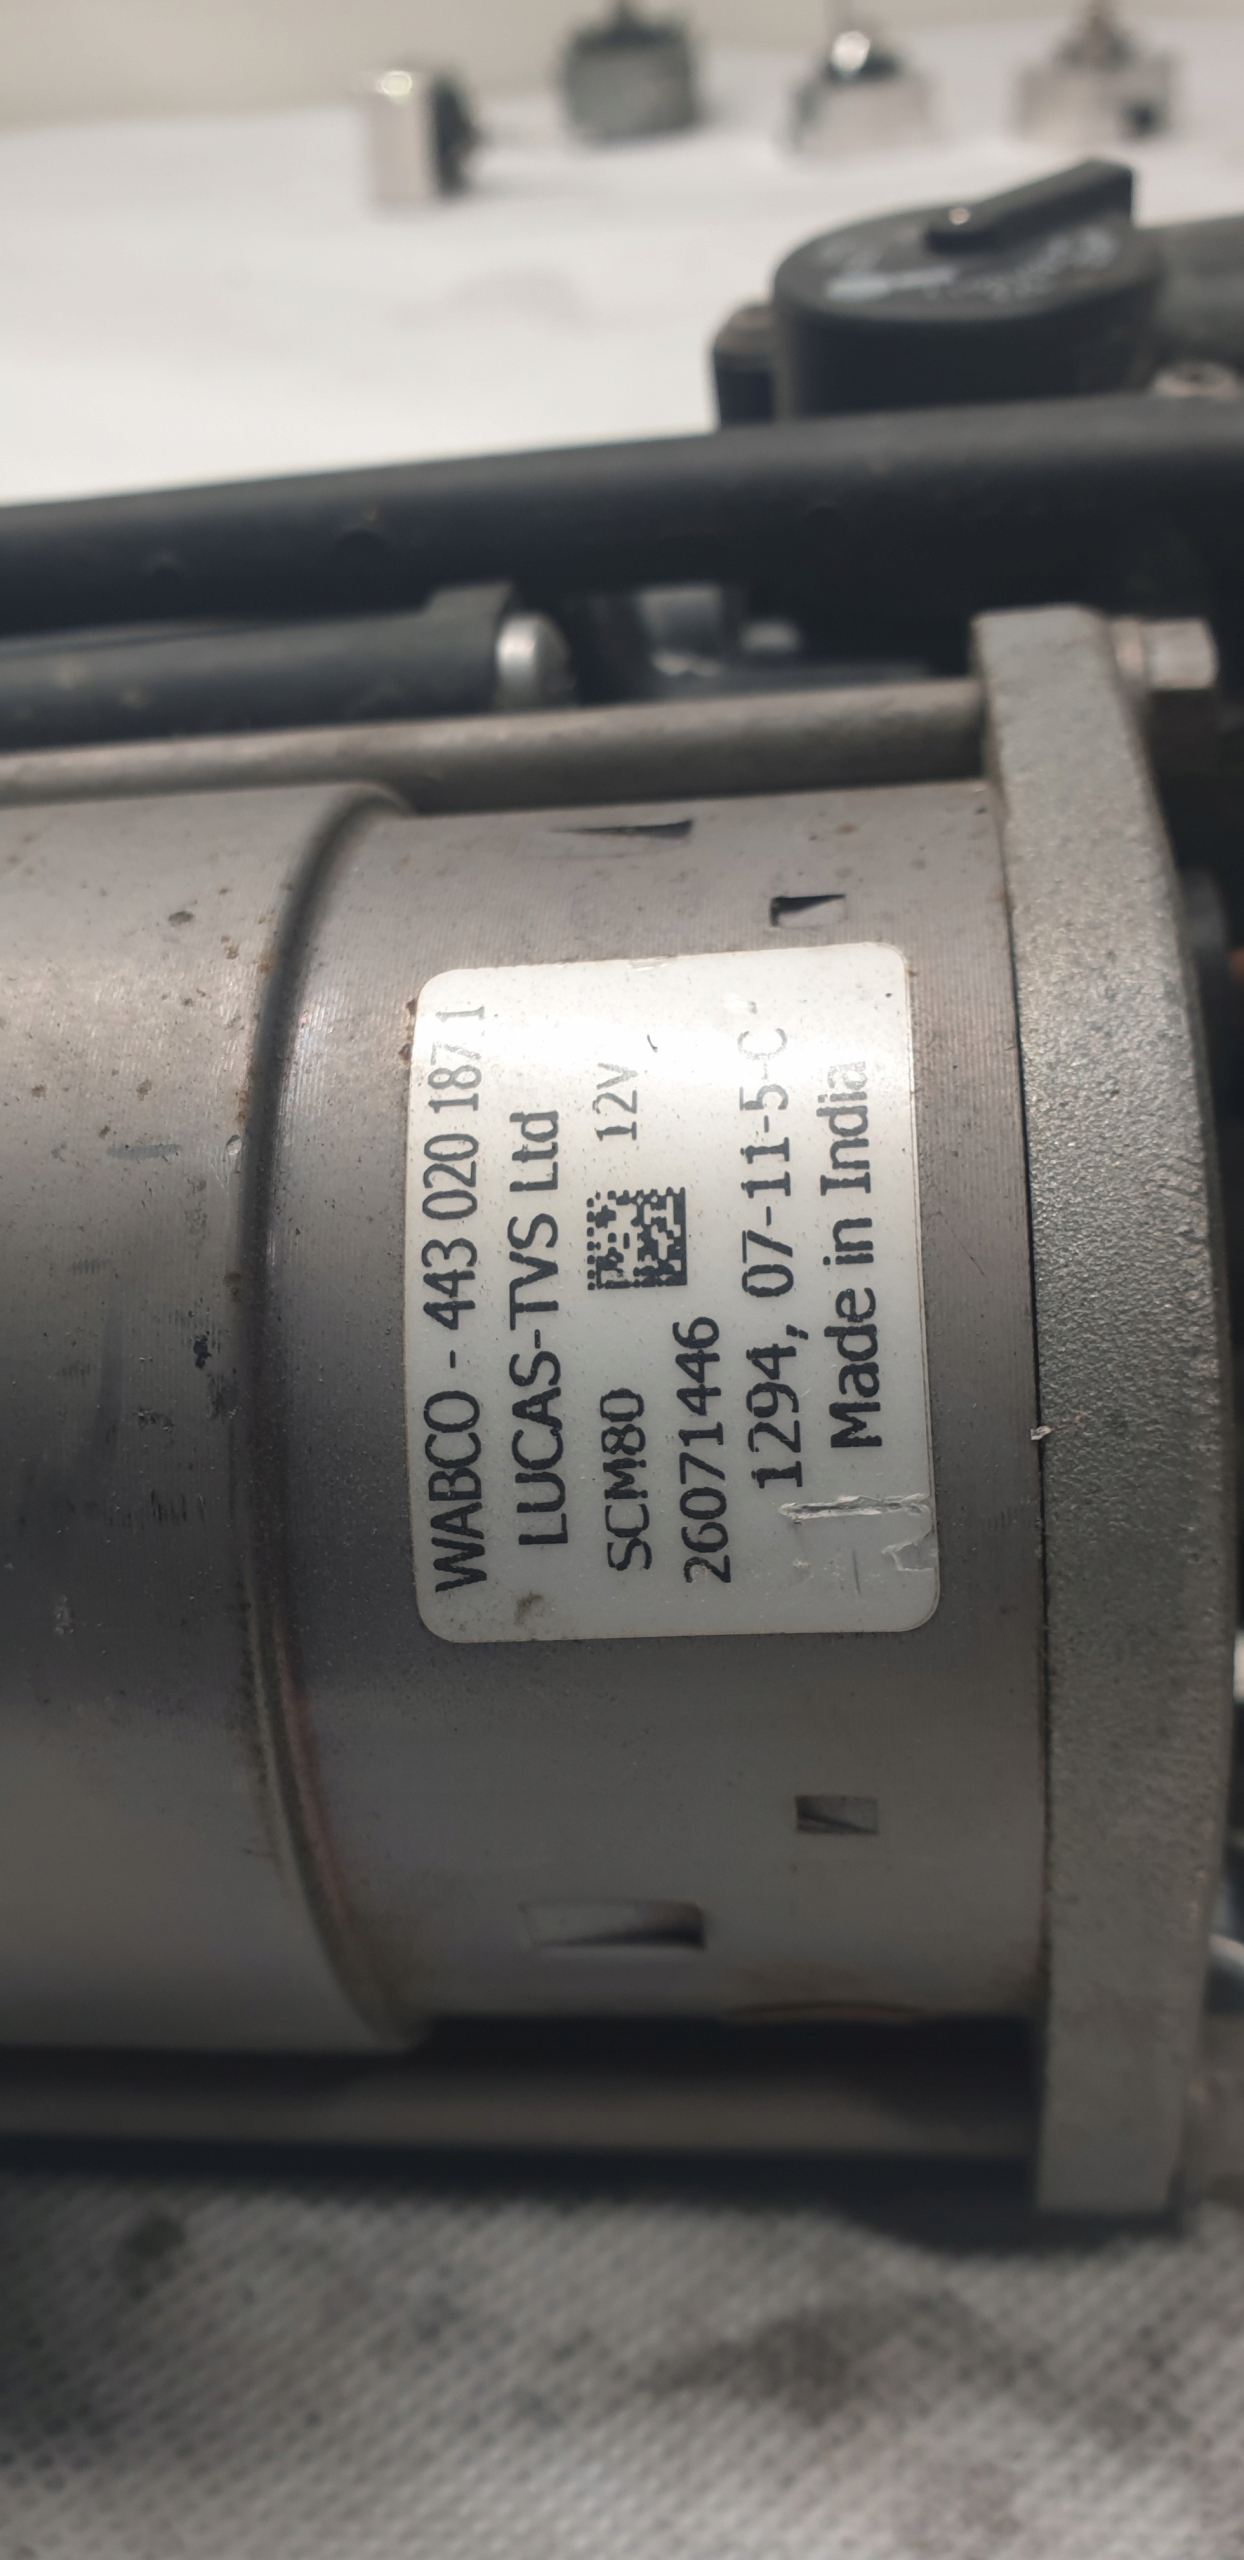 WABCO - 443 020 187 1
LUCAS-TVS Ltd
SCM80 12V
26071446
1294, 07-11-5-C
Made in India